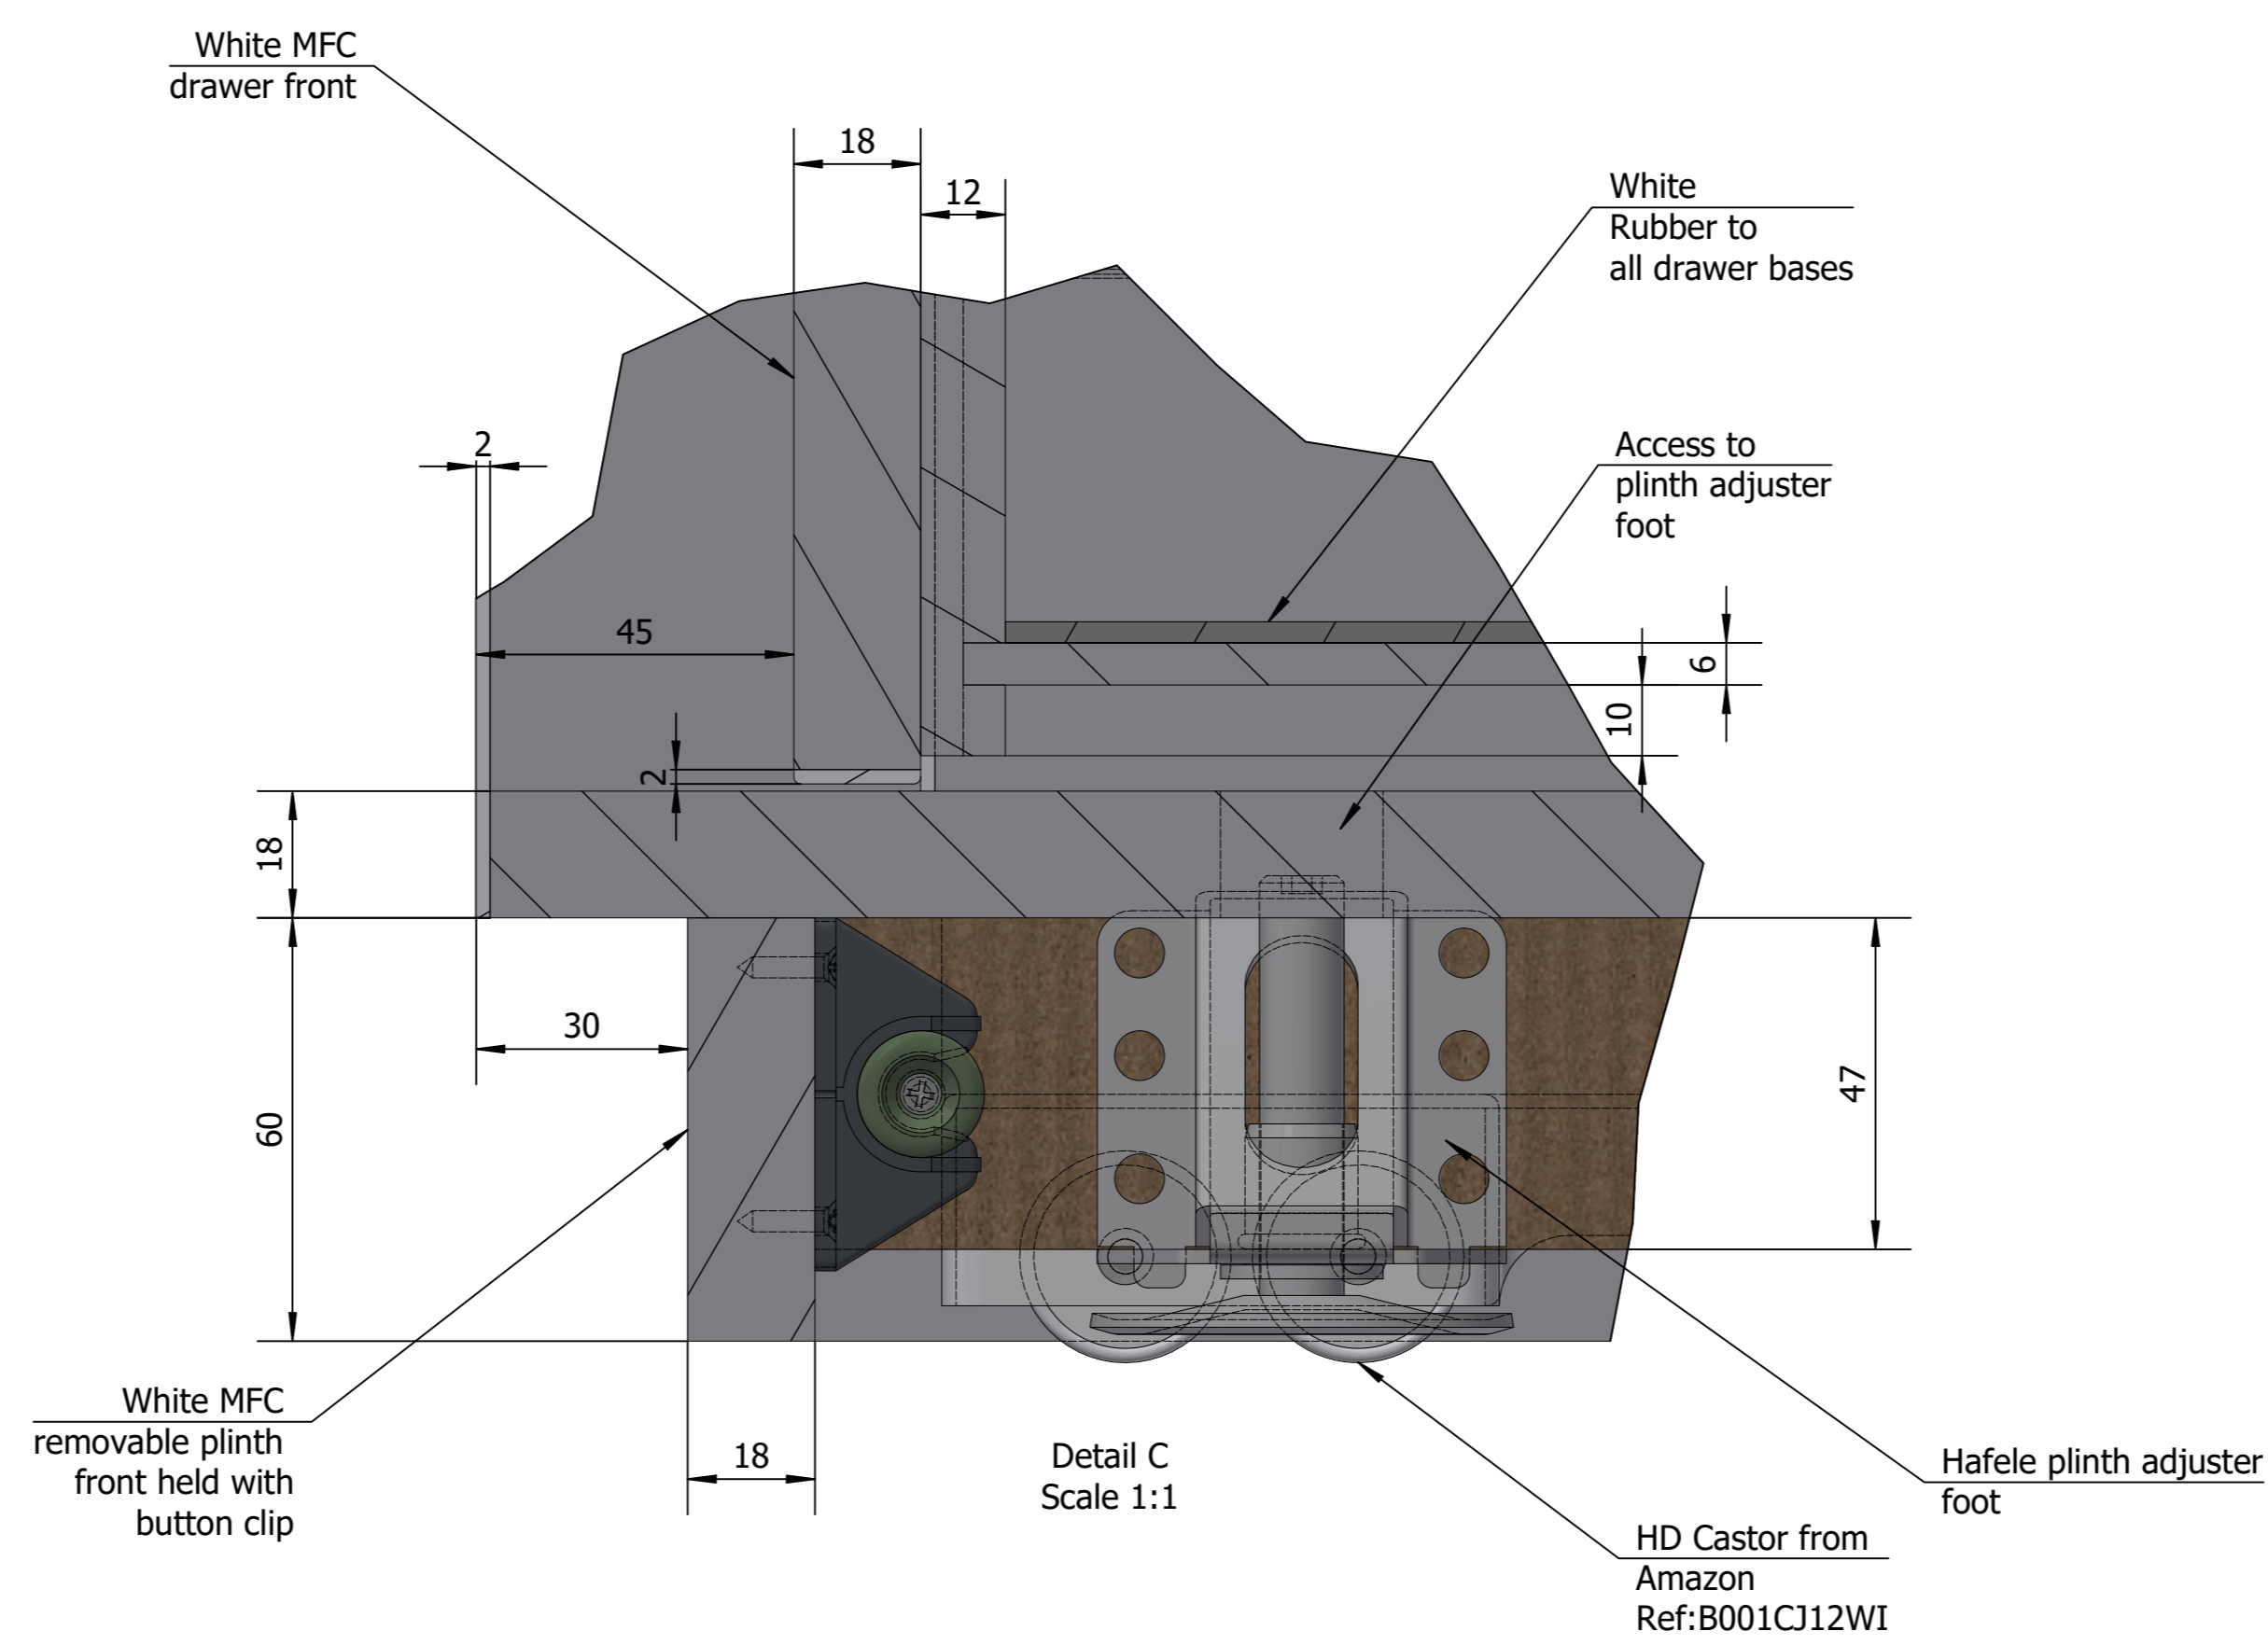 White MFC
drawer front
18
12
White
Rubber to
all drawer bases
2
Access to
plinth adjuster
foot
45
6
10
2
18
30
60
47
White MFC
removable plinth
front held with
button clip
18
Detail C
Scale 1:1
Hafele plinth adjuster
foot
HD Castor from
Amazon
Ref:B001CJ12WI